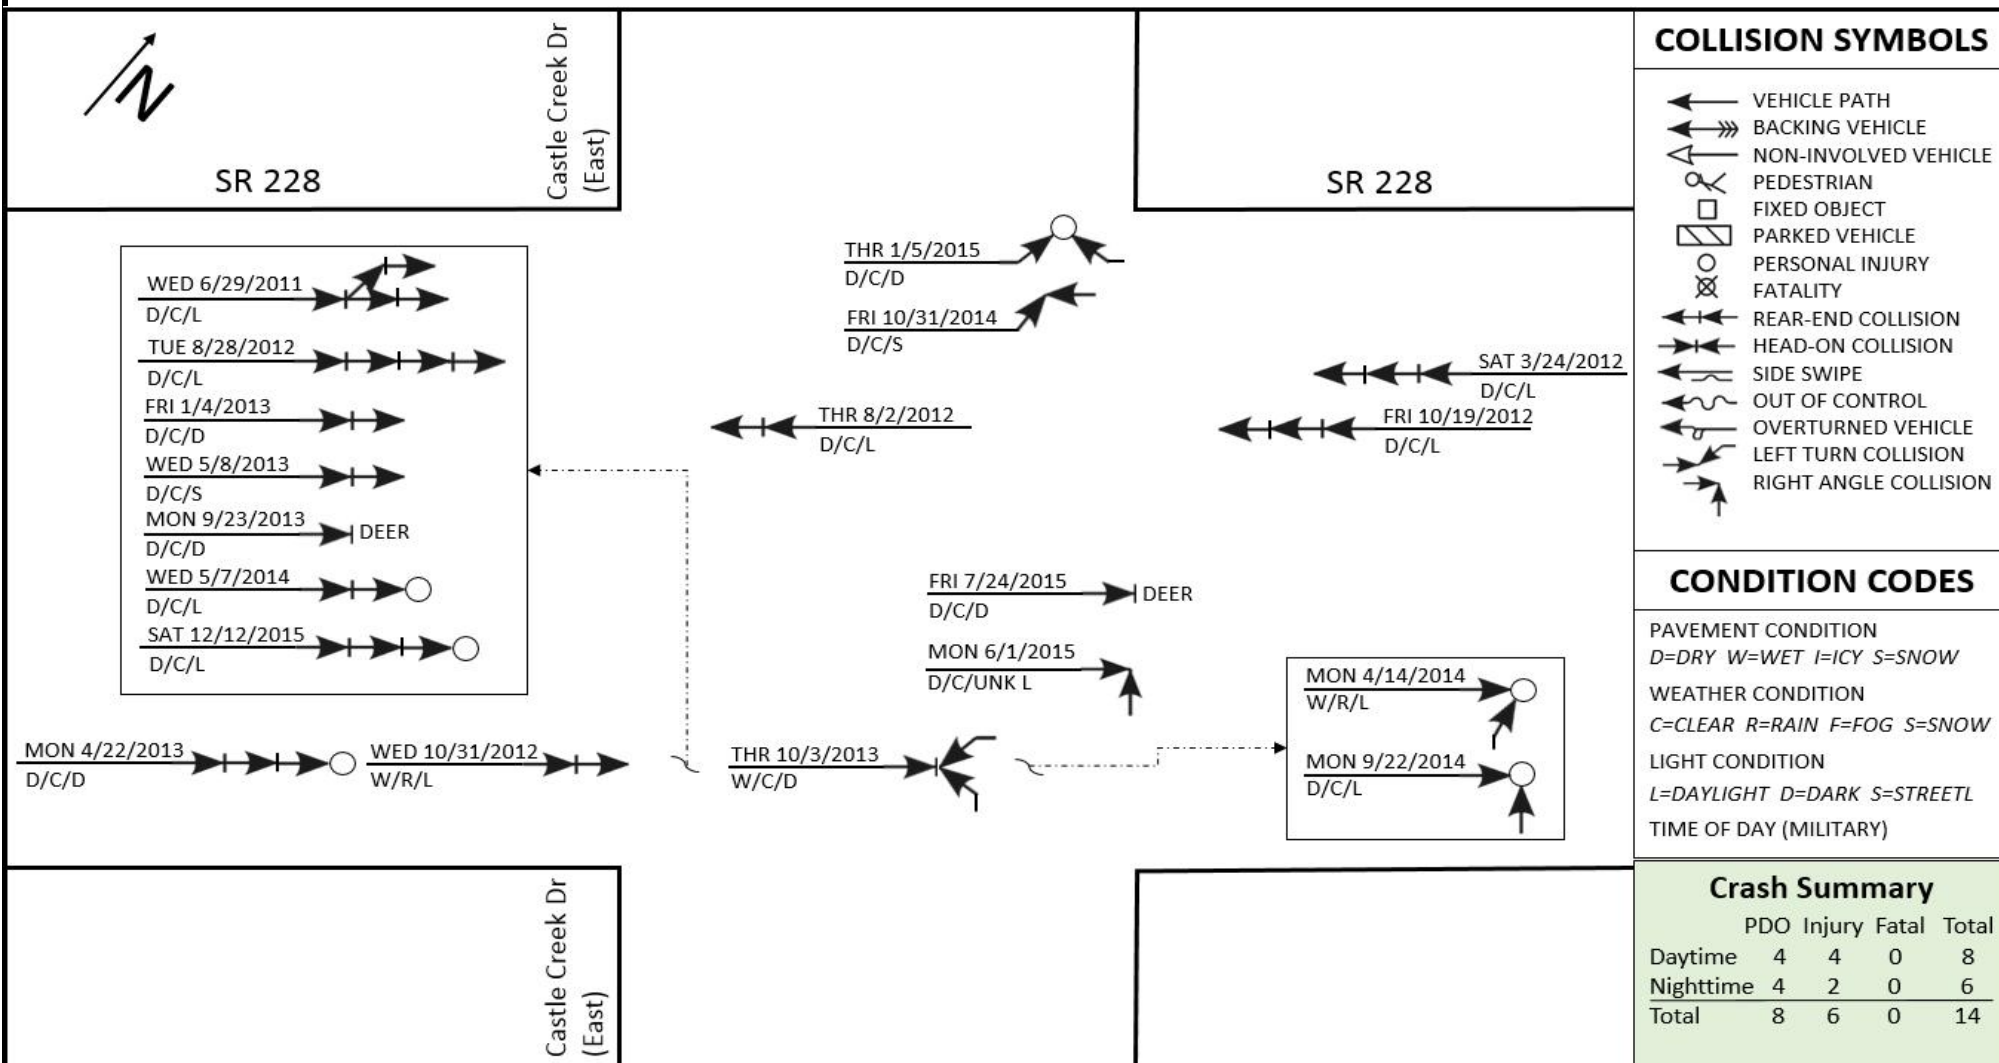 N
SR 228
Castle Creek Dr
(East)
SR 228
WED 6/29/2011
D/C/L
TUE 8/28/2012
D/C/L
FRI 1/4/2013
D/C/D
WED 5/8/2013
D/C/S
MON 9/23/2013
DEER
D/C/D
WED 5/7/2014
D/C/L
SAT 12/12/2015
D/C/L
MON 4/22/2013
D/C/D
WED 10/31/2012
W/R/L
THR 1/5/2015
D/C/D
FRI 10/31/2014
D/C/S
THR 8/2/2012
D/C/L
SAT 3/24/2012
D/C/L
FRI 10/19/2012
D/C/L
FRI 7/24/2015
DEER
D/C/D
MON 6/1/2015
D/C/UNK L
THR 10/3/2013
W/C/D
MON 4/14/2014
W/R/L
MON 9/22/2014
D/C/L
Castle Creek Dr
(East)
COLLISION SYMBOLS
VEHICLE PATH
BACKING VEHICLE
NON-INVOLVED VEHICLE
PEDESTRIAN
FIXED OBJECT
PARKED VEHICLE
PERSONAL INJURY
FATALITY
REAR-END COLLISION
HEAD-ON COLLISION
SIDE SWIPE
OUT OF CONTROL
OVERTURNED VEHICLE
LEFT TURN COLLISION
RIGHT ANGLE COLLISION
CONDITION CODES
PAVEMENT CONDITION
D=DRY W=WET I=ICY S=SNOW
WEATHER CONDITION
C=CLEAR R=RAIN F=FOG S=SNOW
LIGHT CONDITION
L=DAYLIGHT D=DARK S=STREETL
TIME OF DAY (MILITARY)
Crash Summary
PDO Injury Fatal Total
Daytime 4 4 0 8
Nighttime 4 2 0 6
Total 8 6 0 14